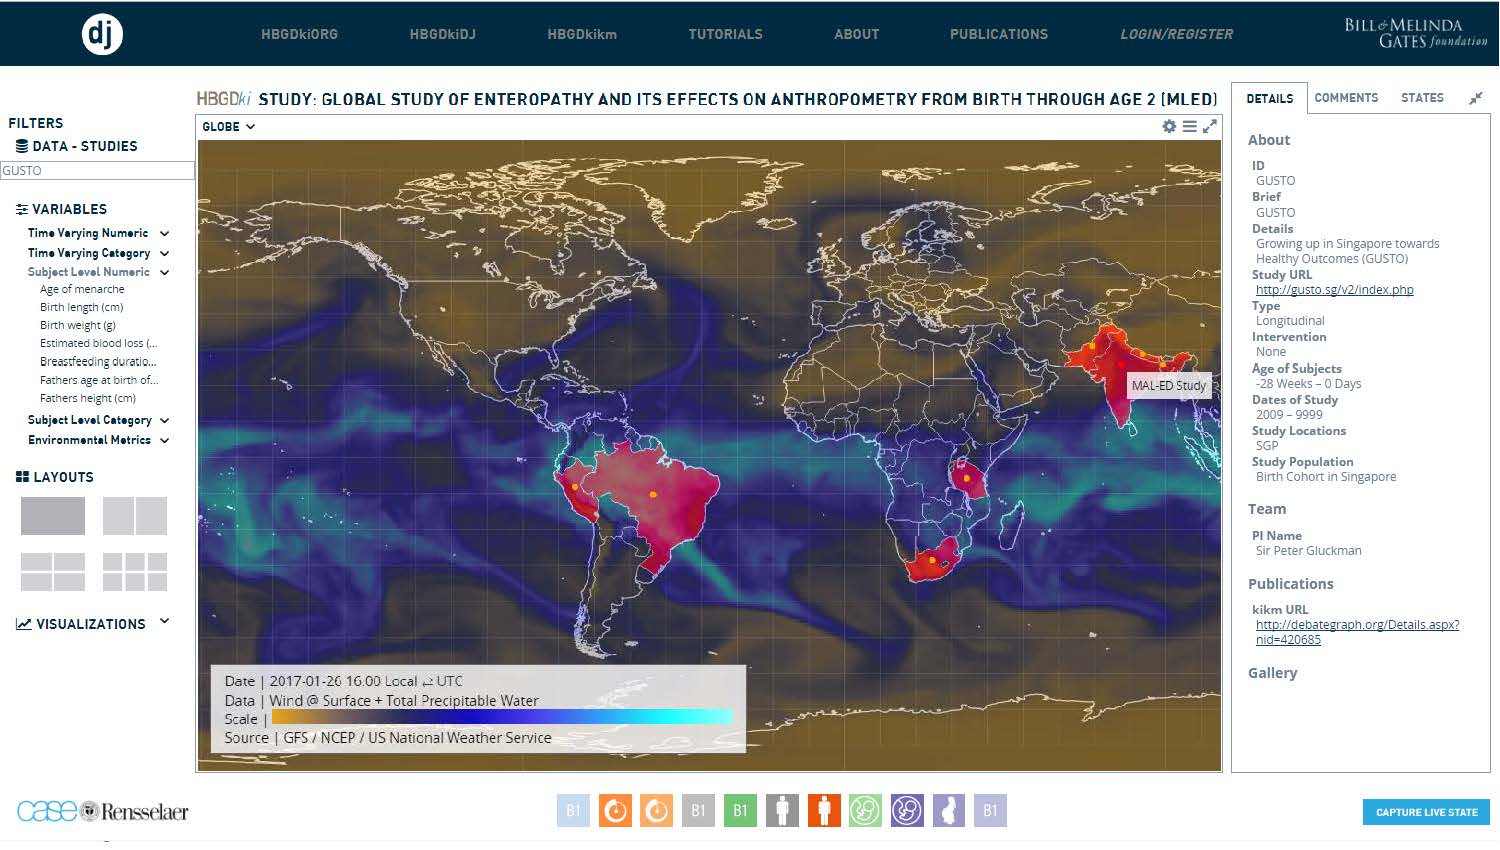 dj
HBGDkiORG
HBGDkiDJ
HBGDkikm
TUTORIALS
ABOUT
PUBLICATIONS
LOGIN/REGISTER
BILL & MELINDA
GATES foundation
HBGDki STUDY: GLOBAL STUDY OF ENTEROPATHY AND ITS EFFECTS ON ANTHROPOMETRY FROM BIRTH THROUGH AGE 2 (MLED)
FILTERS
DATA - STUDIES
GUSTO
VARIABLES
Time Varying Numeric
Time Varying Category
Subject Level Numeric
Age of menarche
Birth length (cm)
Birth weight (g)
Estimated blood loss (...
Breastfeeding duratio...
Fathers age at birth of...
Fathers height (cm)
Subject Level Category
Environmental Metrics
LAYOUTS
VISUALIZATIONS
GLOBE
MAL-ED Study
Date | 2017-01-26 16:00 Local ⇄ UTC
Data | Wind @ Surface + Total Precipitable Water
Scale |
Source | GFS / NCEP / US National Weather Service
DETAILS
COMMENTS
STATES
About
ID
GUSTO
Brief
GUSTO
Details
Growing up in Singapore towards
Healthy Outcomes (GUSTO)
Study URL
http://gusto.sg/v2/index.php
Type
Longitudinal
Intervention
None
Age of Subjects
-28 Weeks – 0 Days
Dates of Study
2009 – 9999
Study Locations
SGP
Study Population
Birth Cohort in Singapore
Team
PI Name
Sir Peter Gluckman
Publications
kikm URL
http://debategraph.org/Details.aspx?
nid=420685
Gallery
case Rensselaer
B1
B1
B1
B1
CAPTURE LIVE STATE